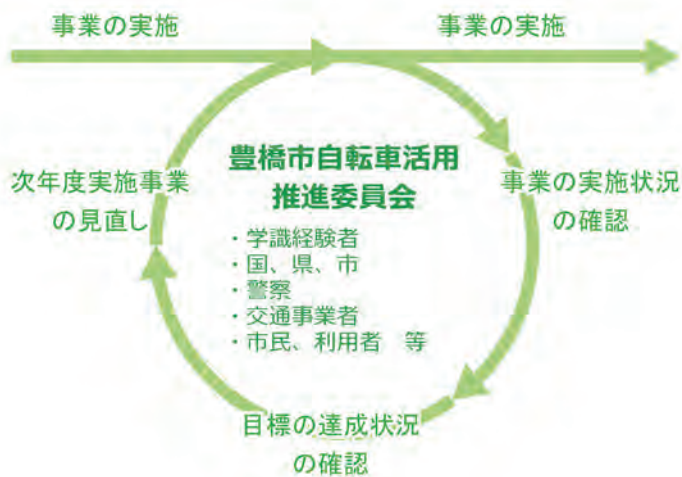 事業の実施
事業の実施
豊橋市自転車活用
推進委員会
・学識経験者
・国、県、市
・警察
・交通事業者
・市民、利用者　等
事業の実施状況
の確認
目標の達成状況
の確認
次年度実施事業
の見直し